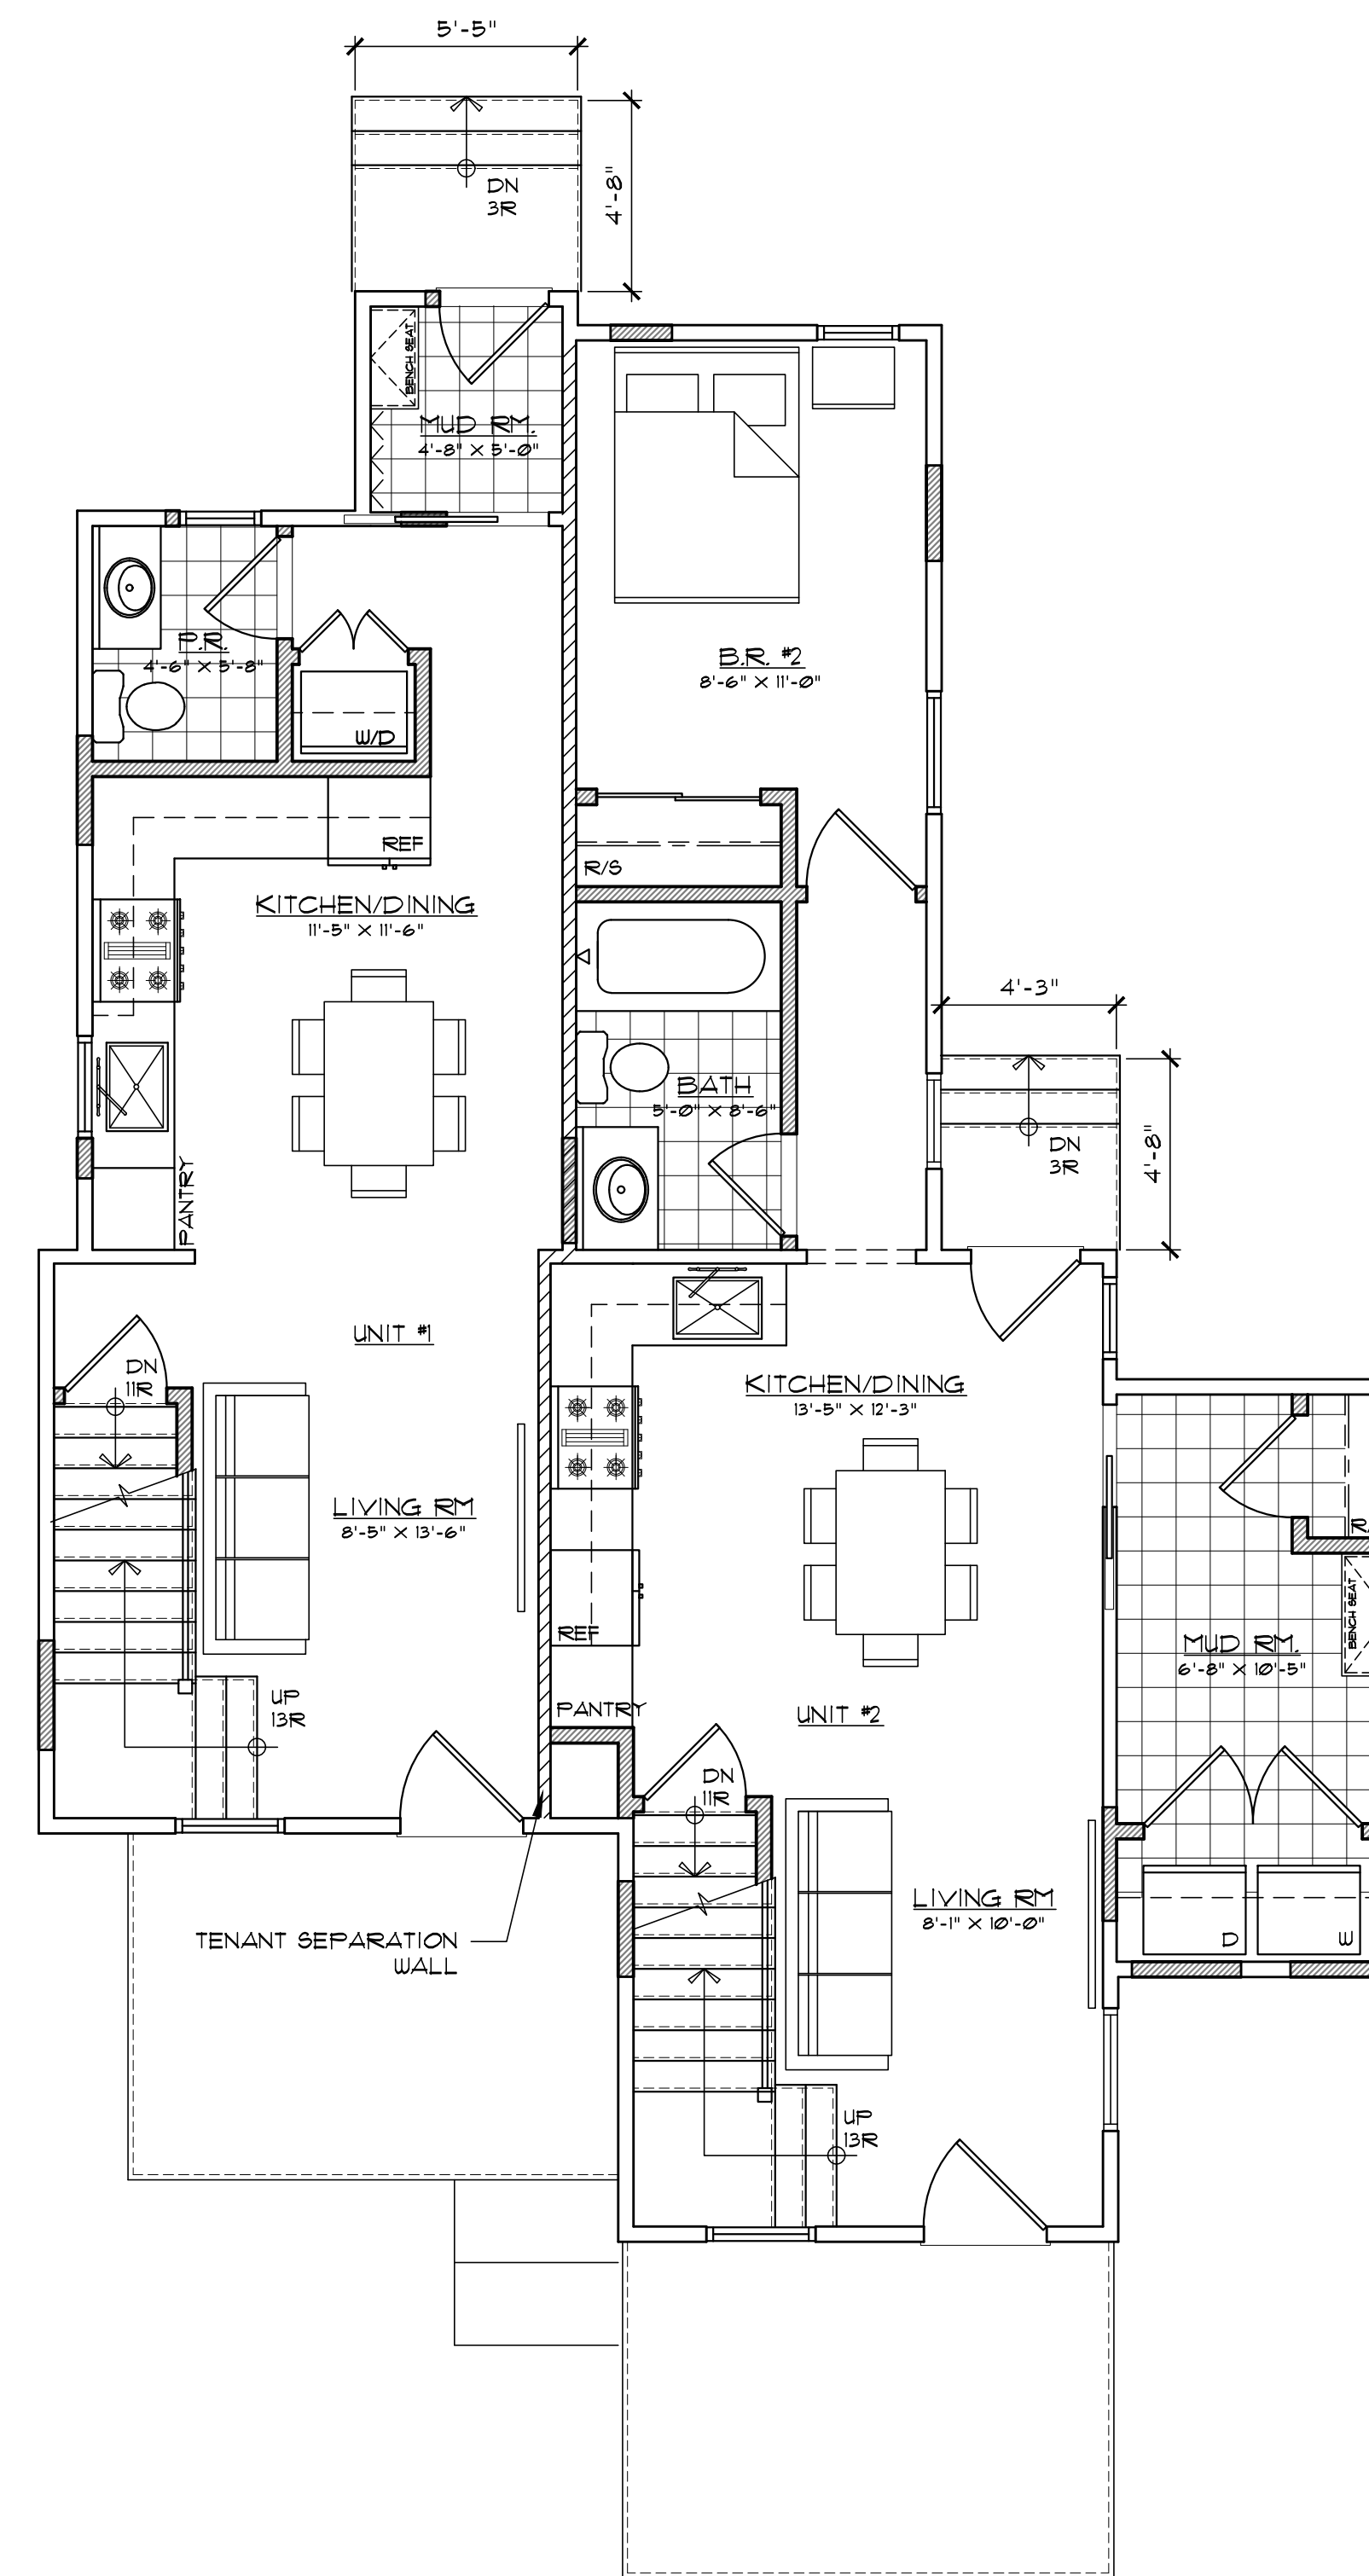 5'-5"
4'-8"
DN
3R
BENCH SEAT
MUD RM.
4'-8" X 5'-0"
P.R.
4'-6" X 5'-8"
W/D
B.R. #2
8'-6" X 11'-0"
REF
R/S
KITCHEN/DINING
11'-5" X 11'-6"
4'-3"
BATH
5'-0" X 8'-6"
DN
3R
4'-8"
PANTRY
UNIT #1
DN
11R
KITCHEN/DINING
13'-5" X 12'-3"
LIVING RM
8'-5" X 13'-6"
BENCH SEAT
REF
MUD RM.
6'-8" X 10'-5"
UP
13R
PANTRY
UNIT #2
DN
11R
LIVING RM
8'-1" X 10'-0"
TENANT SEPARATION
WALL
D
W
UP
13R